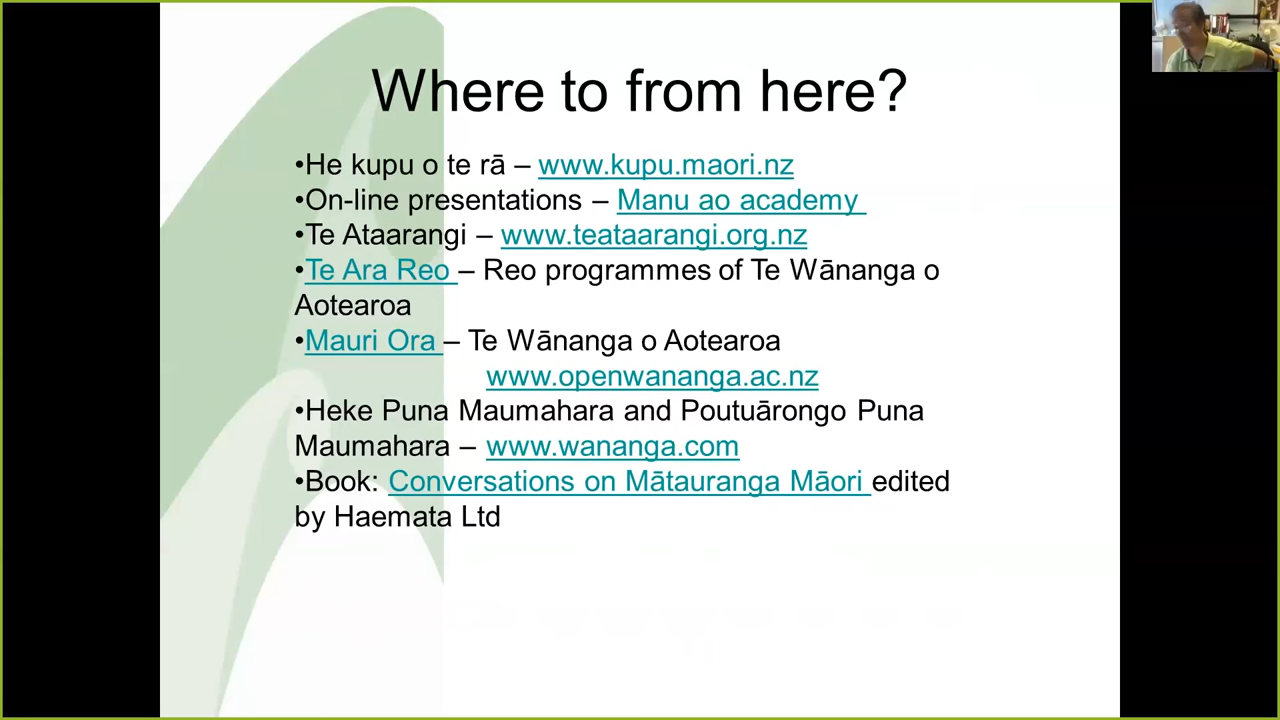 Where to from here?
•He kupu o te rā – www.kupu.maori.nz
•On-line presentations – Manu ao academy
•Te Ataarangi – www.teataarangi.org.nz
•Te Ara Reo – Reo programmes of Te Wānanga o
Aotearoa
•Mauri Ora – Te Wānanga o Aotearoa
www.openwananga.ac.nz
•Heke Puna Maumahara and Poutuārongo Puna
Maumahara – www.wananga.com
•Book: Conversations on Mātauranga Māori edited
by Haemata Ltd